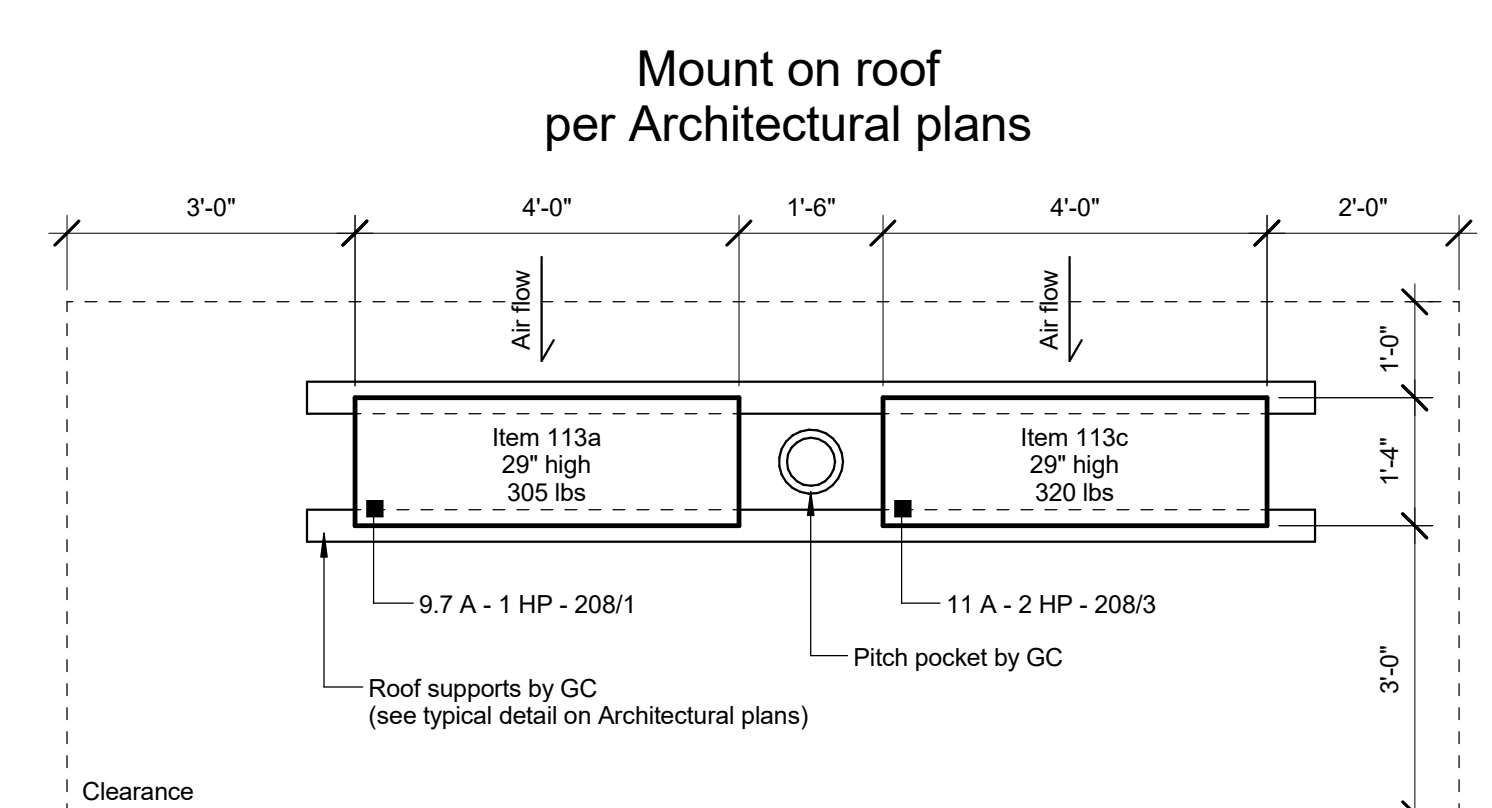 Mount on roof
per Architectural plans
3'-0"
4'-0"
1'-6"
4'-0"
2'-0"
Air flow
Air flow
1'-0"
Item 113a
29" high
305 lbs
Item 113c
29" high
320 lbs
1'-4"
9.7 A - 1 HP - 208/1
11 A - 2 HP - 208/3
Pitch pocket by GC
3'-0"
Roof supports by GC
(see typical detail on Architectural plans)
Clearance